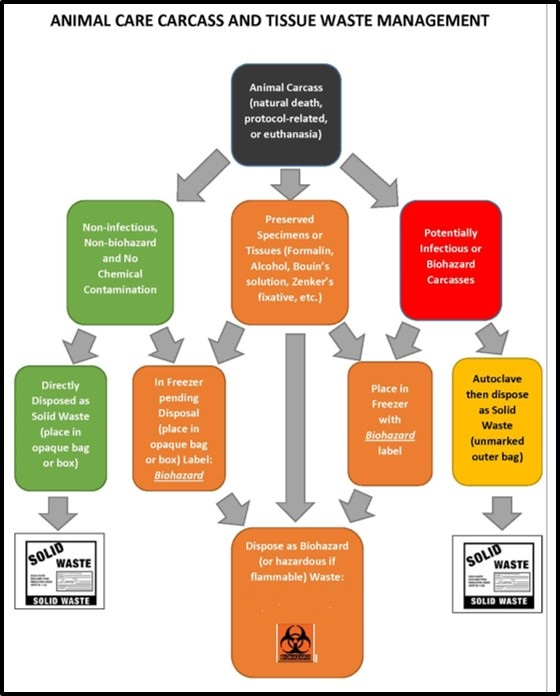 ANIMAL CARE CARCASS AND TISSUE WASTE MANAGEMENT
Animal Carcass
(natural death,
protocol-related,
or euthanasia)
Non-infectious,
Non-biohazard
and No
Chemical
Contamination
Preserved
Specimens or
Tissues (Formalin,
Alcohol, Bouin's
solution, Zenker's
fixative, etc.)
Potentially
Infectious or
Biohazard
Carcasses
Directly
Disposed as
Solid Waste
(place in
opaque bag
or box)
In Freezer
pending
Disposal
(place in
opaque bag
or box) Label:
Biohazard
Place in
Freezer
with
Biohazard
label
Autoclave
then dispose
as Solid
Waste
(unmarked
outer bag)
SOLID
WASTE
SOLID WASTE
Dispose as Biohazard
(or hazardous if
flammable) Waste:
SOLID
WASTE
SOLID WASTE